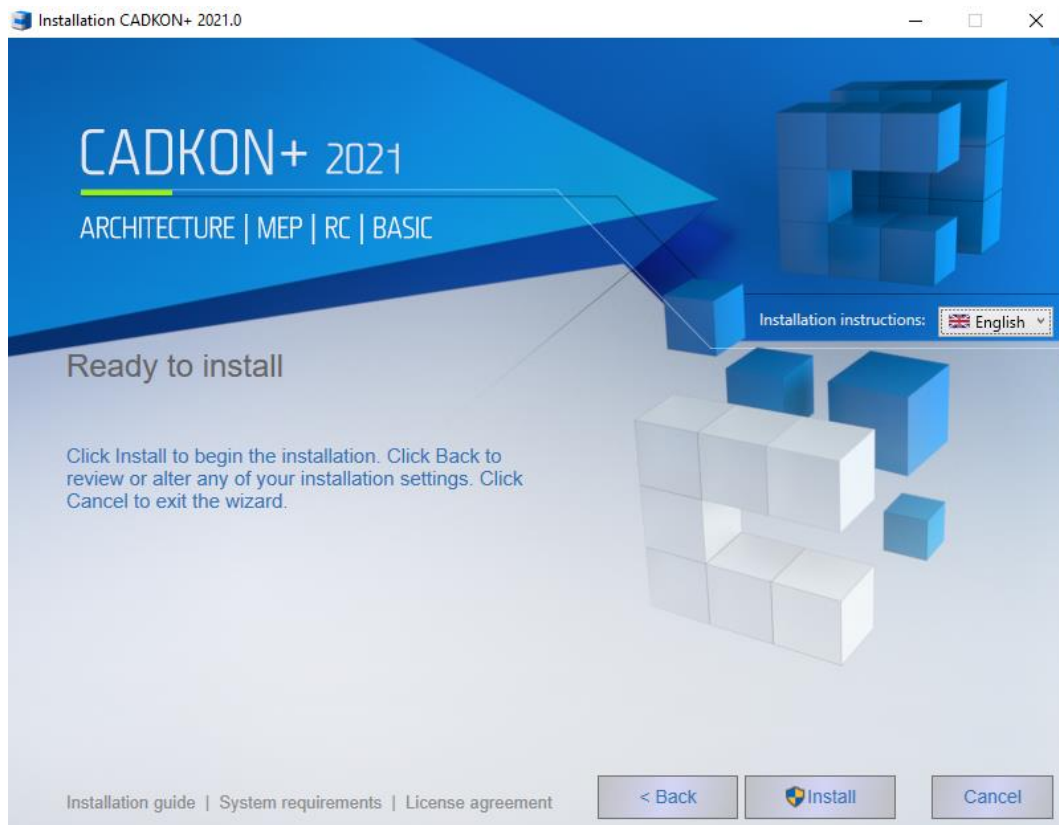 Installation CADKON+ 2021.0
CADKON+ 2021
ARCHITECTURE | MEP | RC | BASIC
Installation instructions: English
Ready to install
Click Install to begin the installation. Click Back to
review or alter any of your installation settings. Click
Cancel to exit the wizard.
Installation guide | System requirements | License agreement
< Back Install Cancel